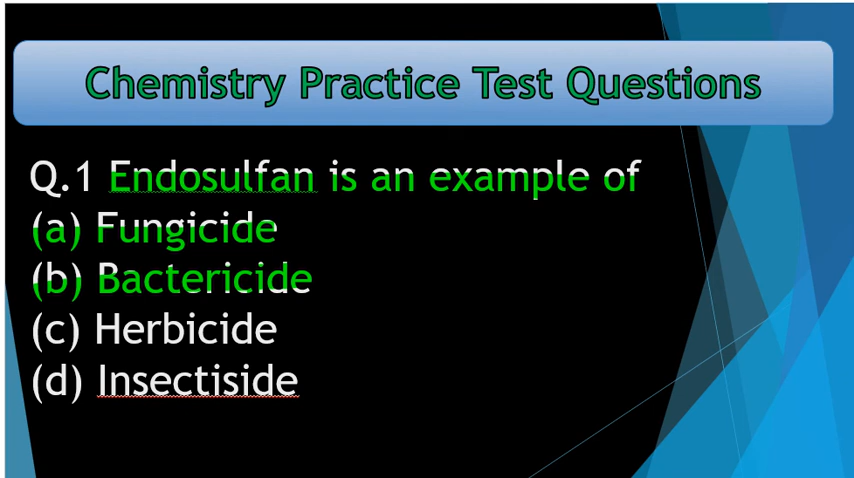 Chemistry Practice Test Questions
Q.1 Endosulfan is an example of
(a) Fungicide
(b) Bactericide
(c) Herbicide
(d) Insectiside